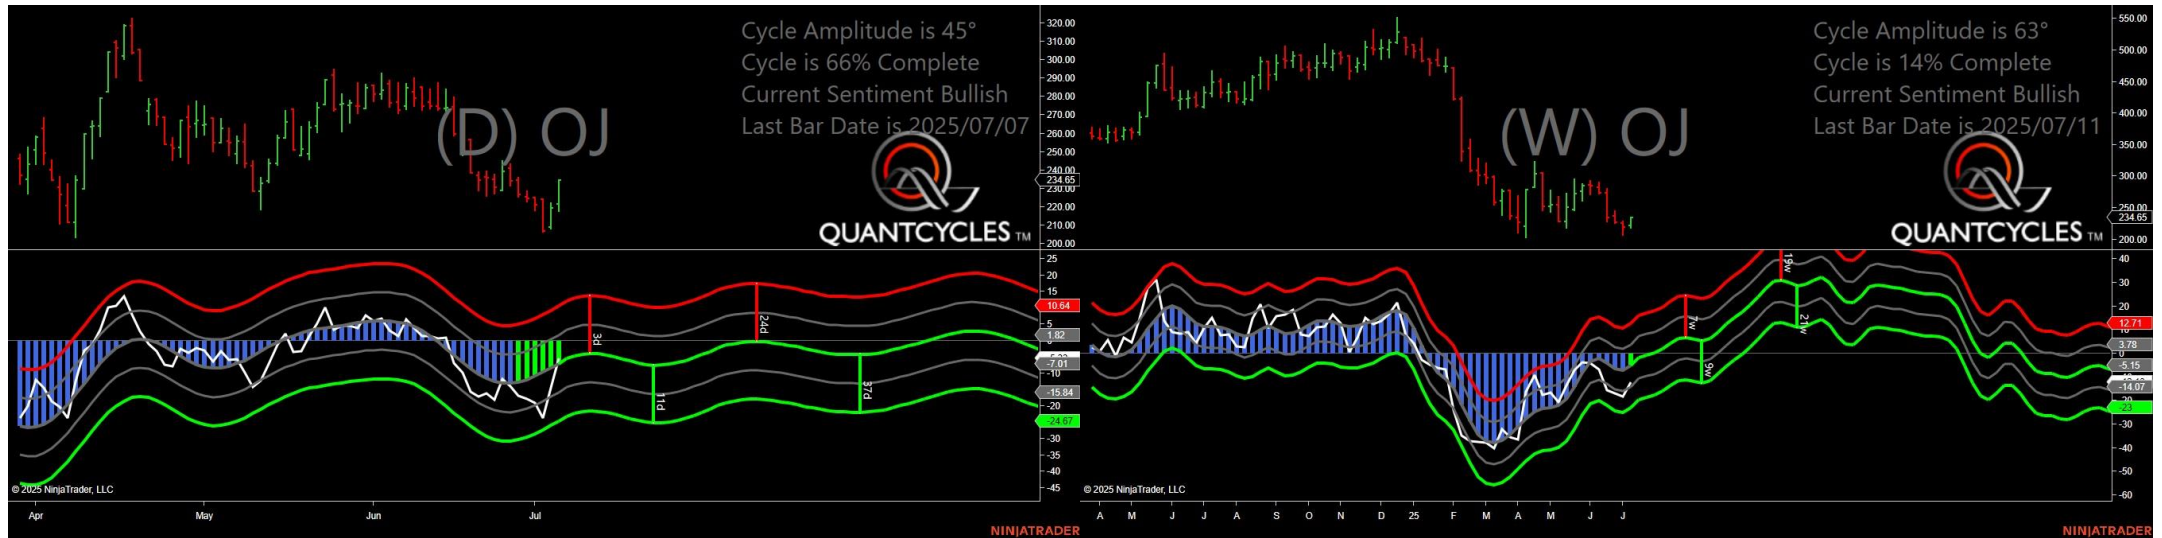 Cycle Amplitude is 45°
Cycle is 66% Complete
Current Sentiment Bullish
Last Bar Date is 2025/07/07
(D) OJ
QUANTCYCLES TM
320.00
310.00
300.00
290.00
280.00
270.00
260.00
250.00
240.00
234.65
230.00
220.00
210.00
200.00
25
20
15
10.64
5
1.82
-7.01
-10
-15.84
-20
-24.67
-30
-35
-40
-45
3d
11d
24d
37d
© 2025 NinjaTrader, LLC
Apr May Jun Jul
NINJATRADER
Cycle Amplitude is 63°
Cycle is 14% Complete
Current Sentiment Bullish
Last Bar Date is 2025/07/11
(W) OJ
QUANTCYCLES TM
550.00
500.00
450.00
400.00
350.00
300.00
250.00
234.65
200.00
40
30
20
12.71
3.78
0
-5.15
-14.07
-23
-30
-40
-50
-60
7w
9w
19w
21w
© 2025 NinjaTrader, LLC
A M J J A S O N D 25 F M A M J J
NINJATRADER